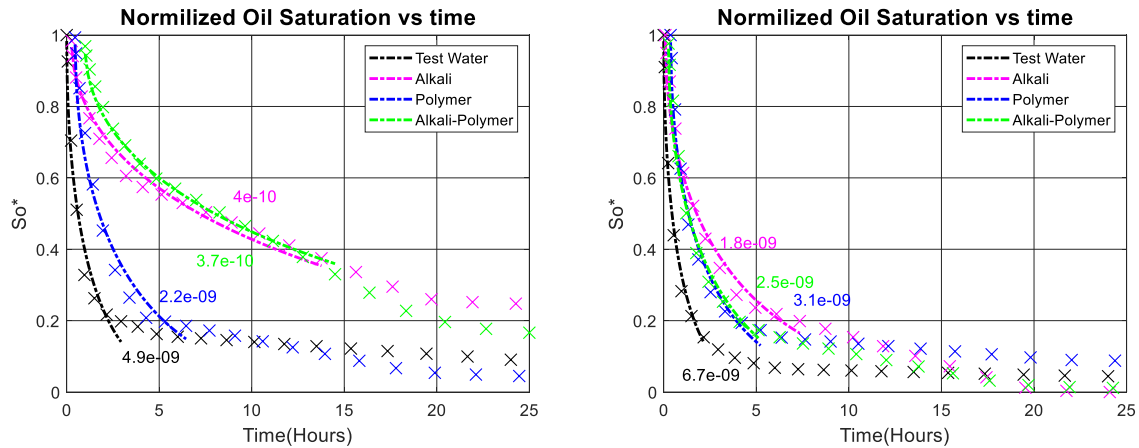 Normilized Oil Saturation vs time
1
0.8
0.6
0.4
0.2
0
So*
Test Water
Alkali
Polymer
Alkali-Polymer
4e-10
3.7e-10
2.2e-09
4.9e-09
0 5 10 15 20 25
Time(Hours)
Normilized Oil Saturation vs time
1
0.8
0.6
0.4
0.2
0
So*
Test Water
Alkali
Polymer
Alkali-Polymer
1.8e-09
2.5e-09
3.1e-09
6.7e-09
0 5 10 15 20 25
Time(Hours)